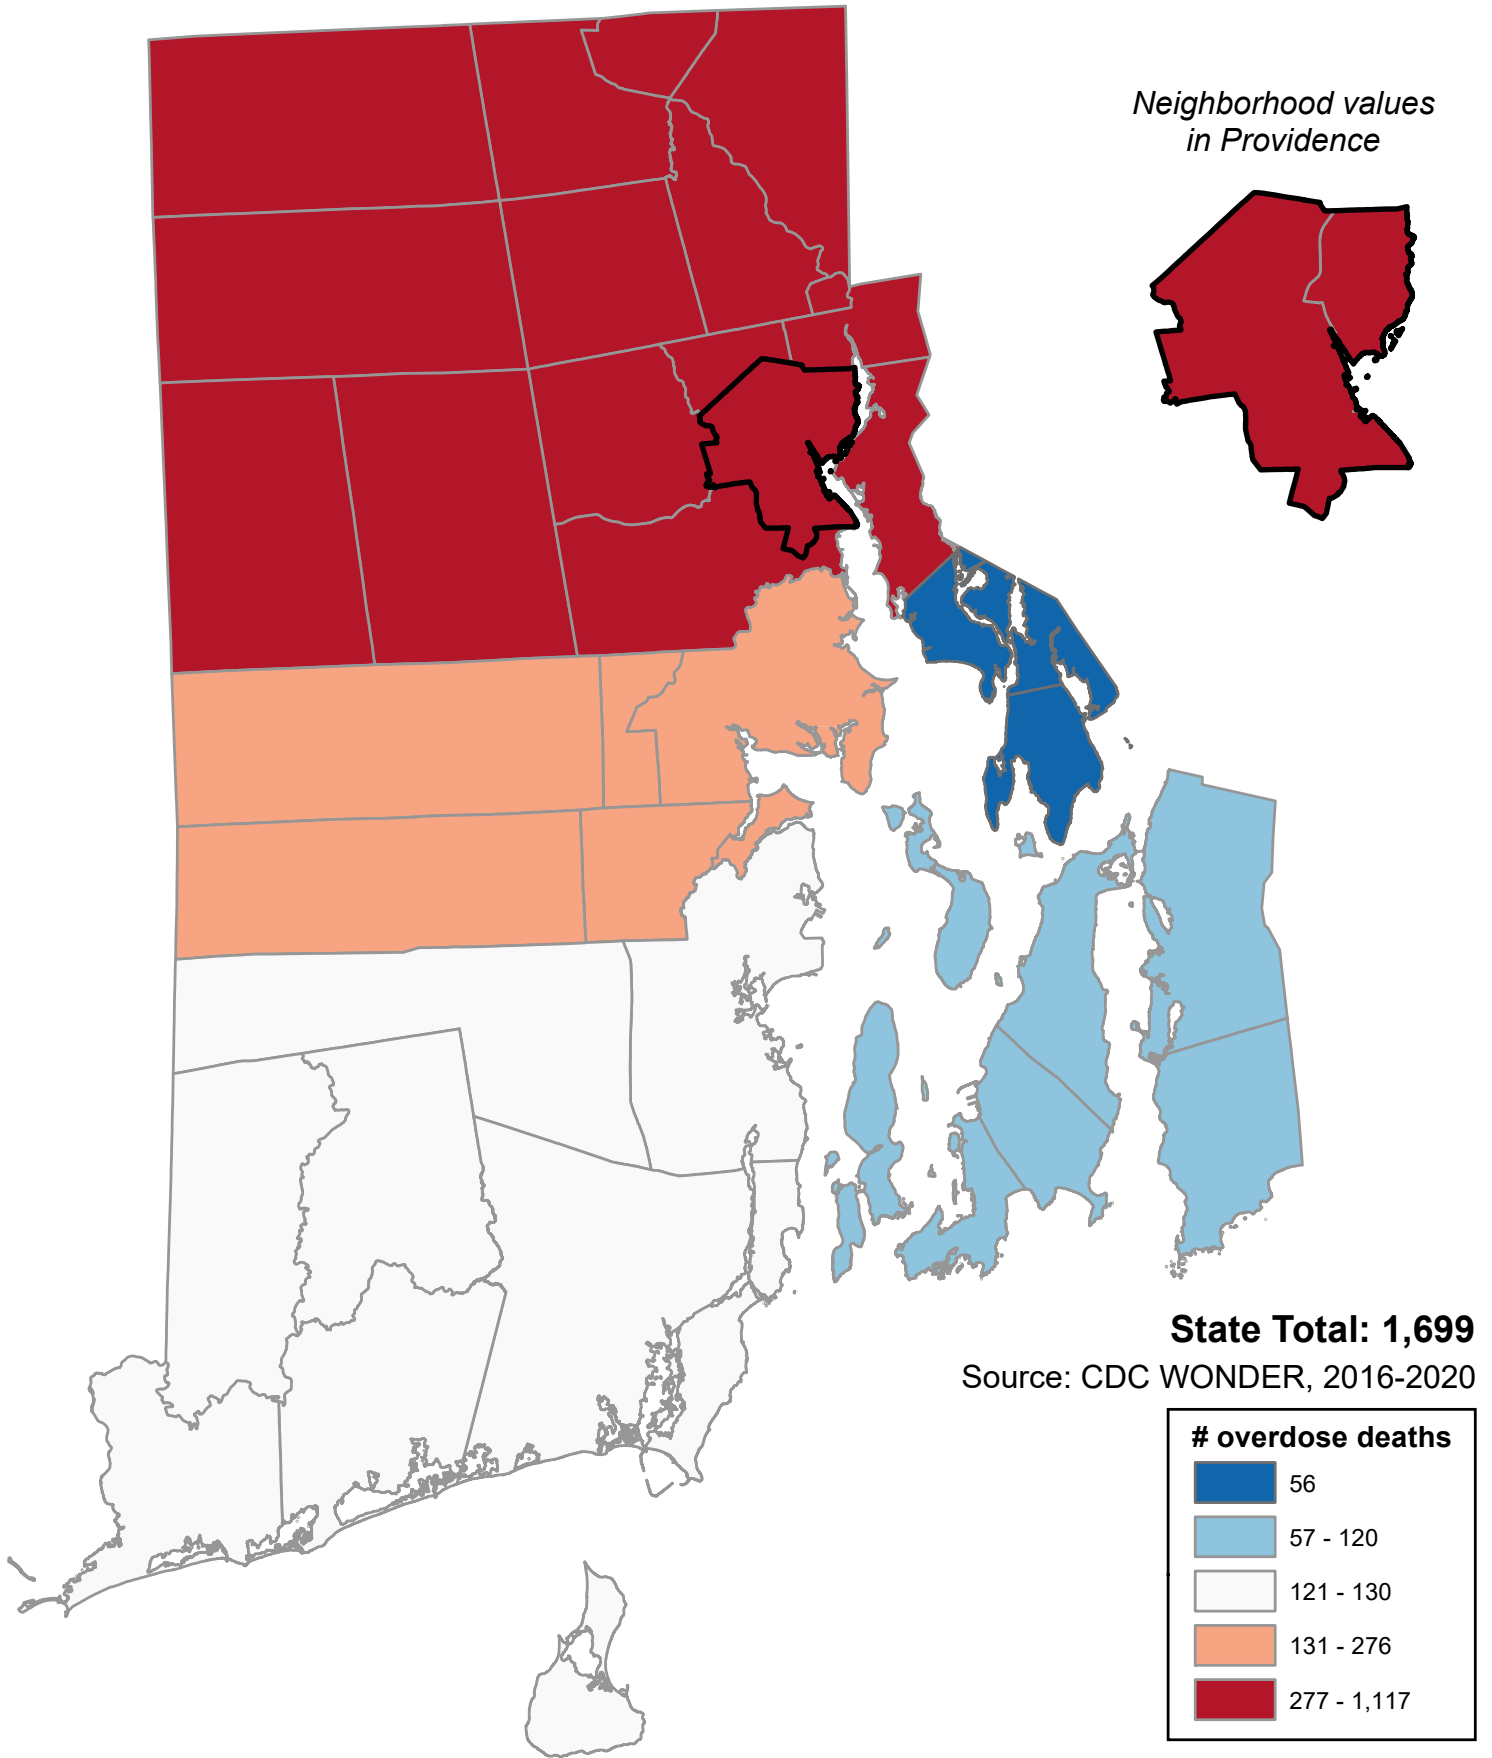 Neighborhood values
in Providence
State Total: 1,699
Source: CDC WONDER, 2016-2020
# overdose deaths
56
57 - 120
121 - 130
131 - 276
277 - 1,117